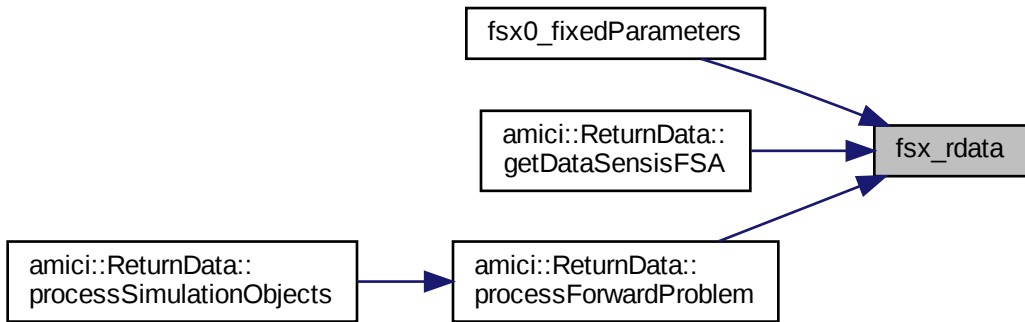 fsx0_fixedParameters
amici::ReturnData::
getDataSensisFSA
fsx_rdata
amici::ReturnData::
processSimulationObjects
amici::ReturnData::
processForwardProblem